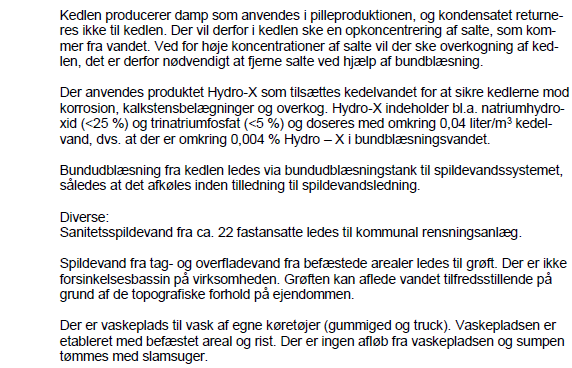 Kedlen producerer damp som anvendes i pilleproduktionen, og kondensatet returne-
res ikke til kedlen. Der vil derfor i kedlen ske en opkoncentrering af salte, som kom-
mer fra vandet. Ved for høje koncentrationer af salte vil der ske overkogning af ked-
len, det er derfor nødvendigt at fjerne salte ved hjælp af bundblæsning.
Der anvendes produktet Hydro-X som tilsættes kedelvandet for at sikre kedlerne mod
korrosion, kalkstensbelægninger og overkog. Hydro-X indeholder bl.a. natriumhydro-
xid (<25 %) og trinatriumfosfat (<5 %) og doseres med omkring 0,04 liter/m³ kedel-
vand, dvs. at der er omkring 0,004 % Hydro – X i bundblæsningsvandet.
Bundudblæsning fra kedlen ledes via bundudblæsningstank til spildevandssystemet,
således at det afkøles inden tilledning til spildevandsledning.
Diverse:
Sanitetsspildevand fra ca. 22 fastansatte ledes til kommunal rensningsanlæg.
Spildevand fra tag- og overfladevand fra befæstede arealer ledes til grøft. Der er ikke
forsinkelsesbassin på virksomheden. Grøften kan aflede vandet tilfredsstillende på
grund af de topografiske forhold på ejendommen.
Der er vaskeplads til vask af egne køretøjer (gummiged og truck). Vaskepladsen er
etableret med befæstet areal og rist. Der er ingen afløb fra vaskepladsen og sumpen
tømmes med slamsuger.